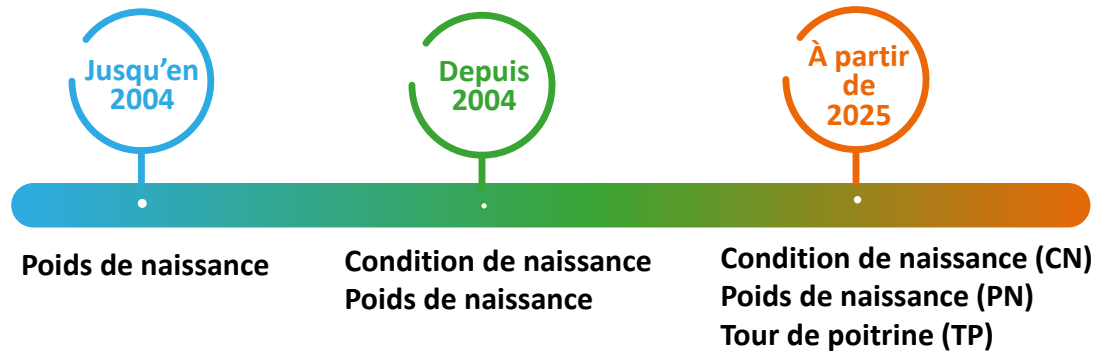 Jusqu'en
2004
Depuis
2004
À partir
de
2025
Poids de naissance
Condition de naissance
Poids de naissance
Condition de naissance (CN)
Poids de naissance (PN)
Tour de poitrine (TP)